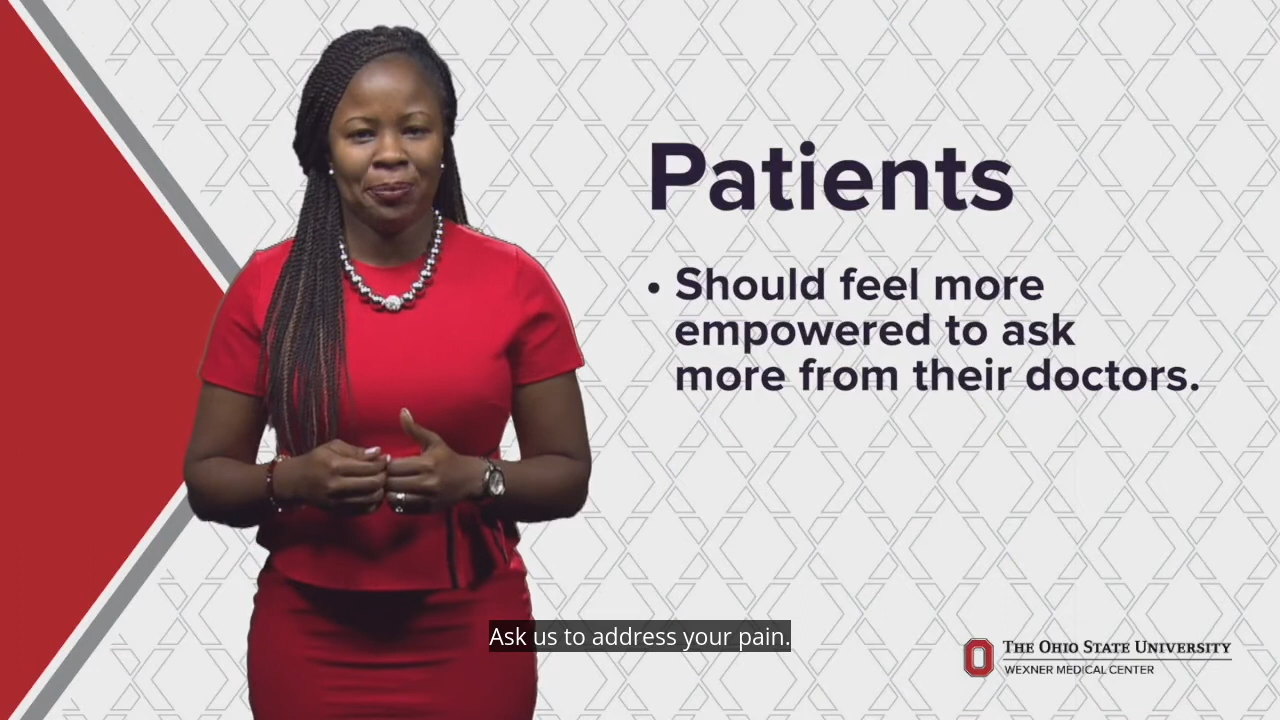 Patients
• Should feel more
empowered to ask
more from their doctors.
Ask us to address your pain.
THE OHIO STATE UNIVERSITY
WEXNER MEDICAL CENTER